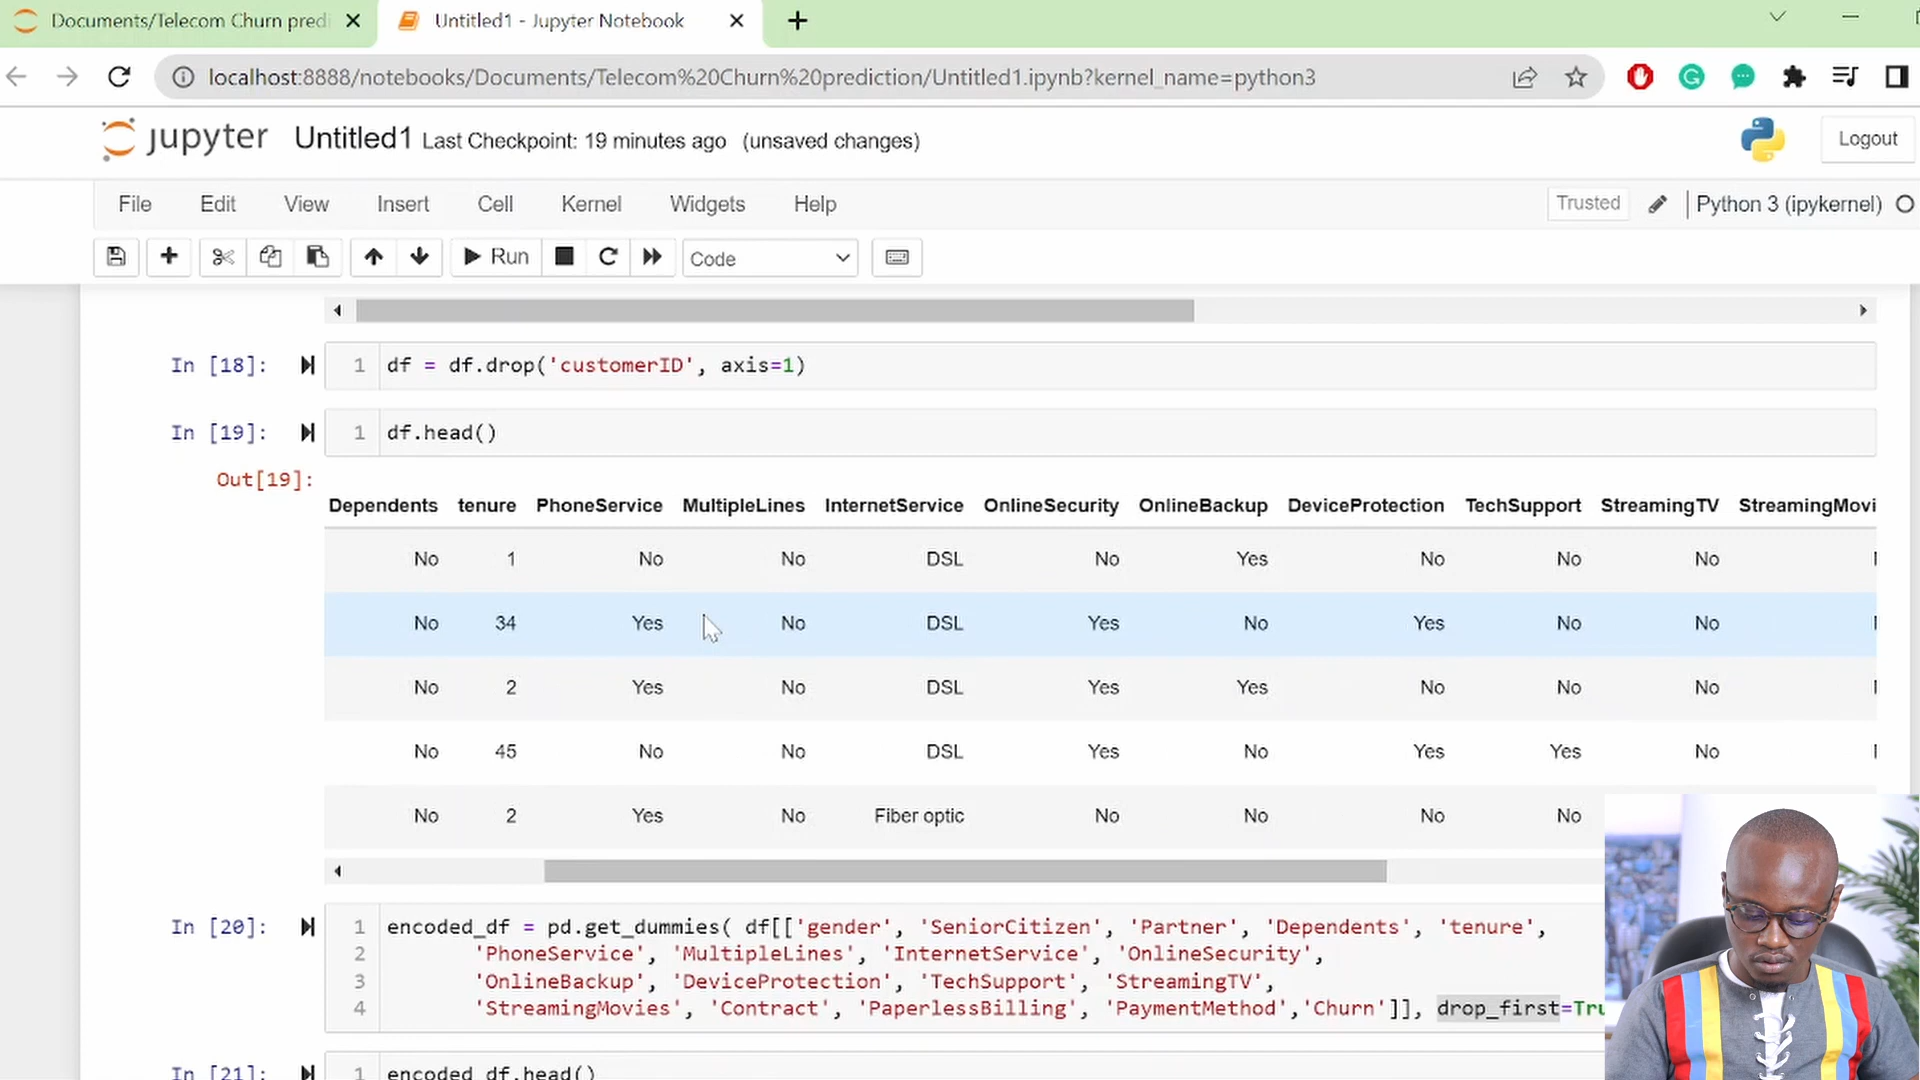 Documents/Telecom Churn predi
Untitled1 - Jupyter Notebook
localhost:8888/notebooks/Documents/Telecom%20Churn%20prediction/Untitled1.ipynb?kernel_name=python3
jupyter Untitled1 Last Checkpoint: 19 minutes ago (unsaved changes)
Logout
File Edit View Insert Cell Kernel Widgets Help
Trusted Python 3 (ipykernel)
Run Code
In [18]: 1 df = df.drop('customerID', axis=1)
In [19]: 1 df.head()
Out[19]:
Dependents tenure PhoneService MultipleLines InternetService OnlineSecurity OnlineBackup DeviceProtection TechSupport StreamingTV StreamingMovi
No 1 No No DSL No Yes No No No
No 34 Yes No DSL Yes No Yes No No
No 2 Yes No DSL Yes Yes No No No
No 45 No No DSL Yes No Yes Yes No
No 2 Yes No Fiber optic No No No No
In [20]: 1 encoded_df = pd.get_dummies( df[['gender', 'SeniorCitizen', 'Partner', 'Dependents', 'tenure',
2 'PhoneService', 'MultipleLines', 'InternetService', 'OnlineSecurity',
3 'OnlineBackup', 'DeviceProtection', 'TechSupport', 'StreamingTV',
4 'StreamingMovies', 'Contract', 'PaperlessBilling', 'PaymentMethod','Churn']], drop_first=Tru
In [21]: 1 encoded_df.head()